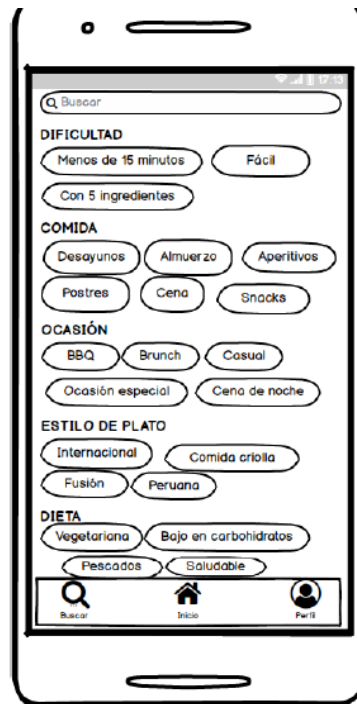 17:15
Buscar
DIFICULTAD
Menos de 15 minutos Fácil
Con 5 ingredientes
COMIDA
Desayunos Almuerzo Aperitivos
Postres Cena Snacks
OCASIÓN
BBQ Brunch Casual
Ocasión especial Cena de noche
ESTILO DE PLATO
Internacional Comida criolla
Fusión Peruana
DIETA
Vegetariana Bajo en carbohidratos
Pescados Saludable
Buscar Inicio Perfil